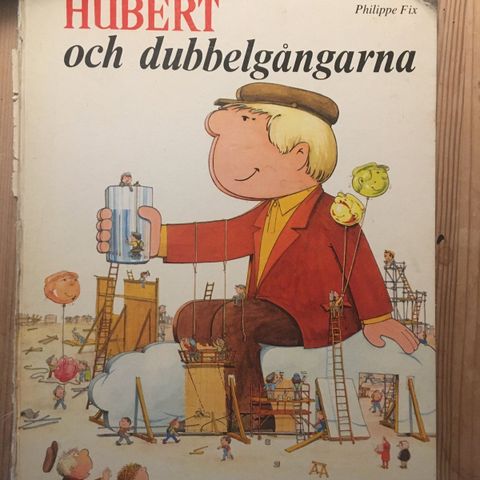 HUBERT
Philippe Fix
och dubbelgångarna